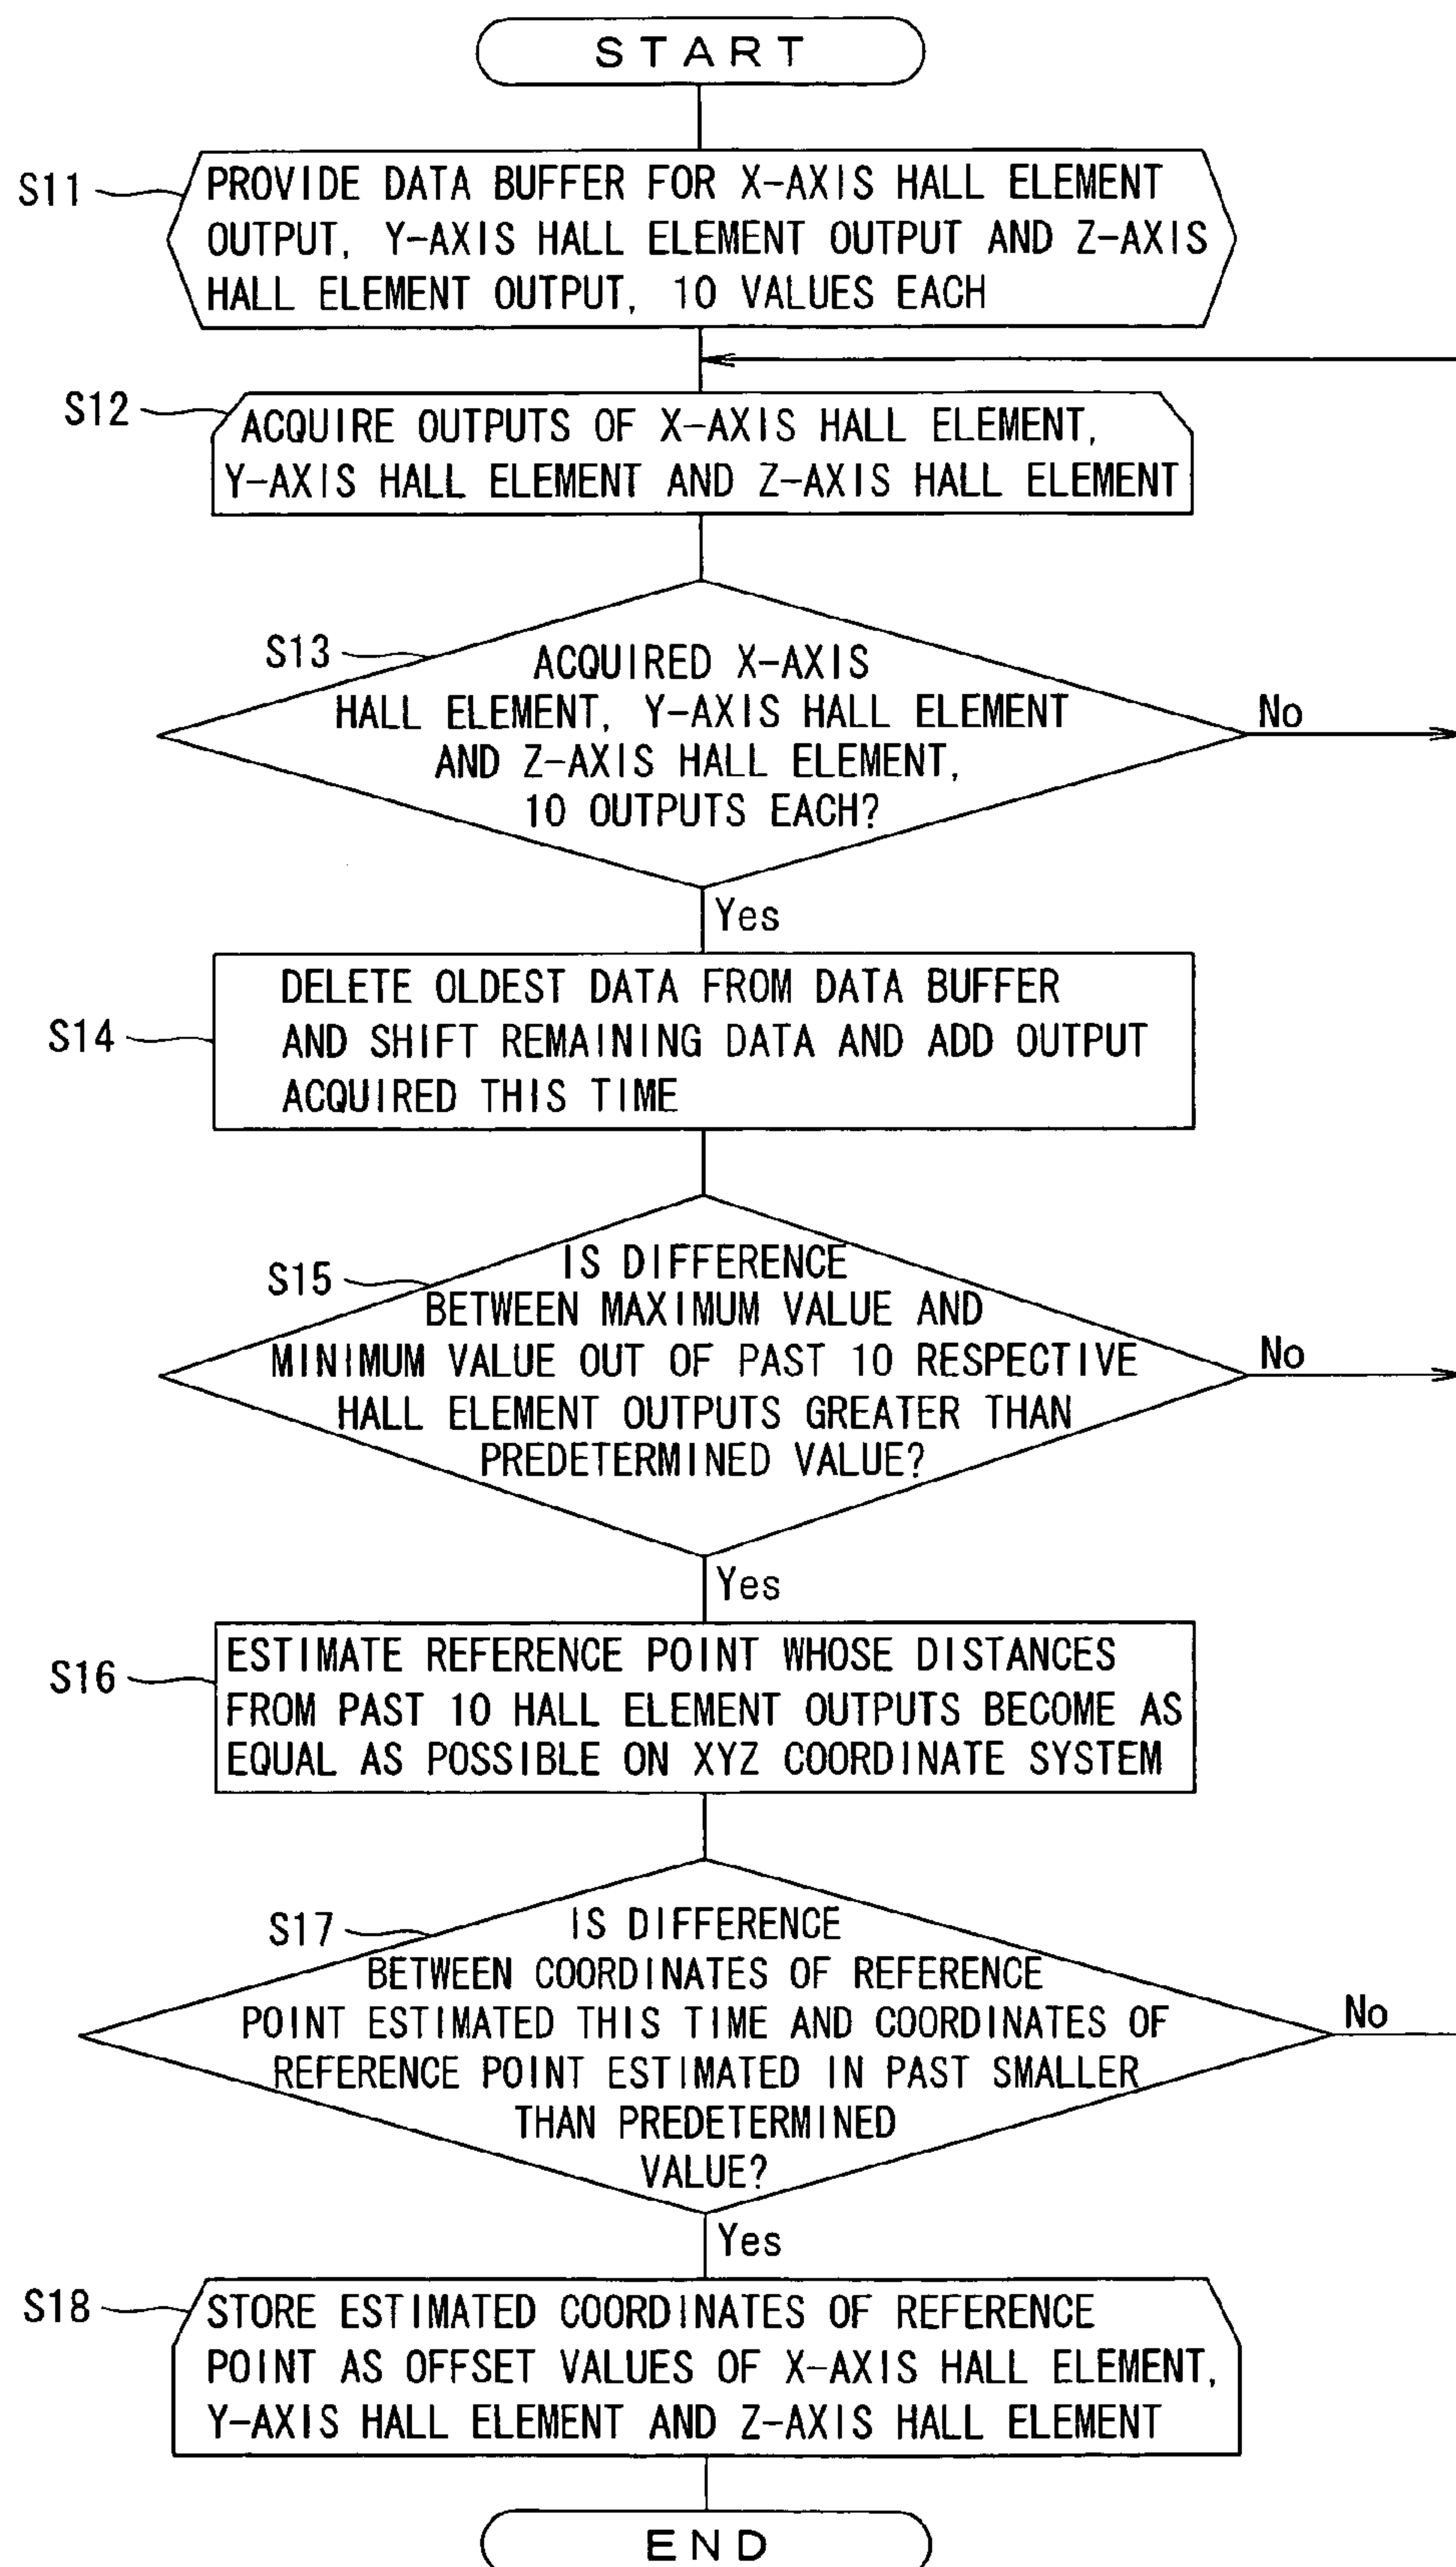 START
S11
PROVIDE DATA BUFFER FOR X-AXIS HALL ELEMENT
OUTPUT, Y-AXIS HALL ELEMENT OUTPUT AND Z-AXIS
HALL ELEMENT OUTPUT, 10 VALUES EACH
S12
ACQUIRE OUTPUTS OF X-AXIS HALL ELEMENT,
Y-AXIS HALL ELEMENT AND Z-AXIS HALL ELEMENT
S13
ACQUIRED X-AXIS
HALL ELEMENT, Y-AXIS HALL ELEMENT
AND Z-AXIS HALL ELEMENT,
10 OUTPUTS EACH?
No
Yes
S14
DELETE OLDEST DATA FROM DATA BUFFER
AND SHIFT REMAINING DATA AND ADD OUTPUT
ACQUIRED THIS TIME
S15
IS DIFFERENCE
BETWEEN MAXIMUM VALUE AND
MINIMUM VALUE OUT OF PAST 10 RESPECTIVE
HALL ELEMENT OUTPUTS GREATER THAN
PREDETERMINED VALUE?
No
Yes
S16
ESTIMATE REFERENCE POINT WHOSE DISTANCES
FROM PAST 10 HALL ELEMENT OUTPUTS BECOME AS
EQUAL AS POSSIBLE ON XYZ COORDINATE SYSTEM
S17
IS DIFFERENCE
BETWEEN COORDINATES OF REFERENCE
POINT ESTIMATED THIS TIME AND COORDINATES OF
REFERENCE POINT ESTIMATED IN PAST SMALLER
THAN PREDETERMINED
VALUE?
No
Yes
S18
STORE ESTIMATED COORDINATES OF REFERENCE
POINT AS OFFSET VALUES OF X-AXIS HALL ELEMENT,
Y-AXIS HALL ELEMENT AND Z-AXIS HALL ELEMENT
END